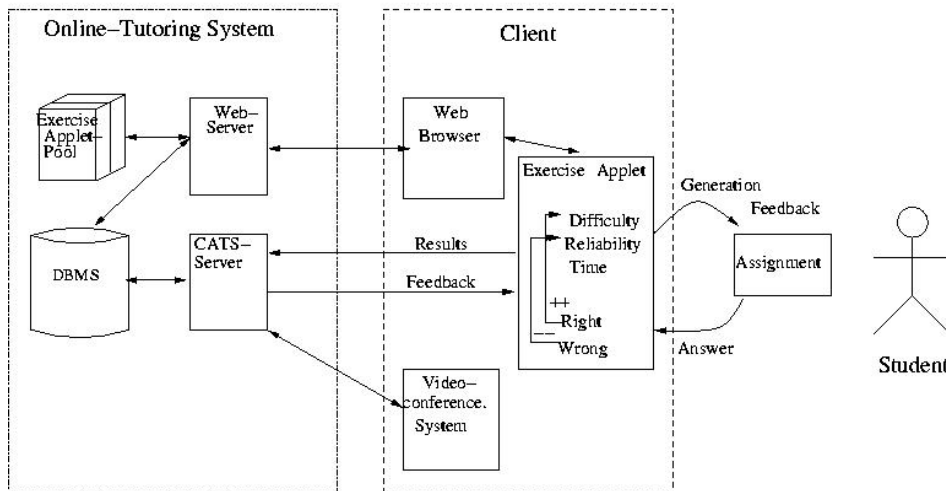 Online–Tutoring System
Client
Exercise
Applet–
Pool
Web–
Server
Web
Browser
DBMS
CATS–
Server
Results
Feedback
Exercise Applet
Difficulty
Reliability
Time
++
Right
––
Wrong
Generation
Feedback
Assignment
Answer
Student
Video–
conference.
System